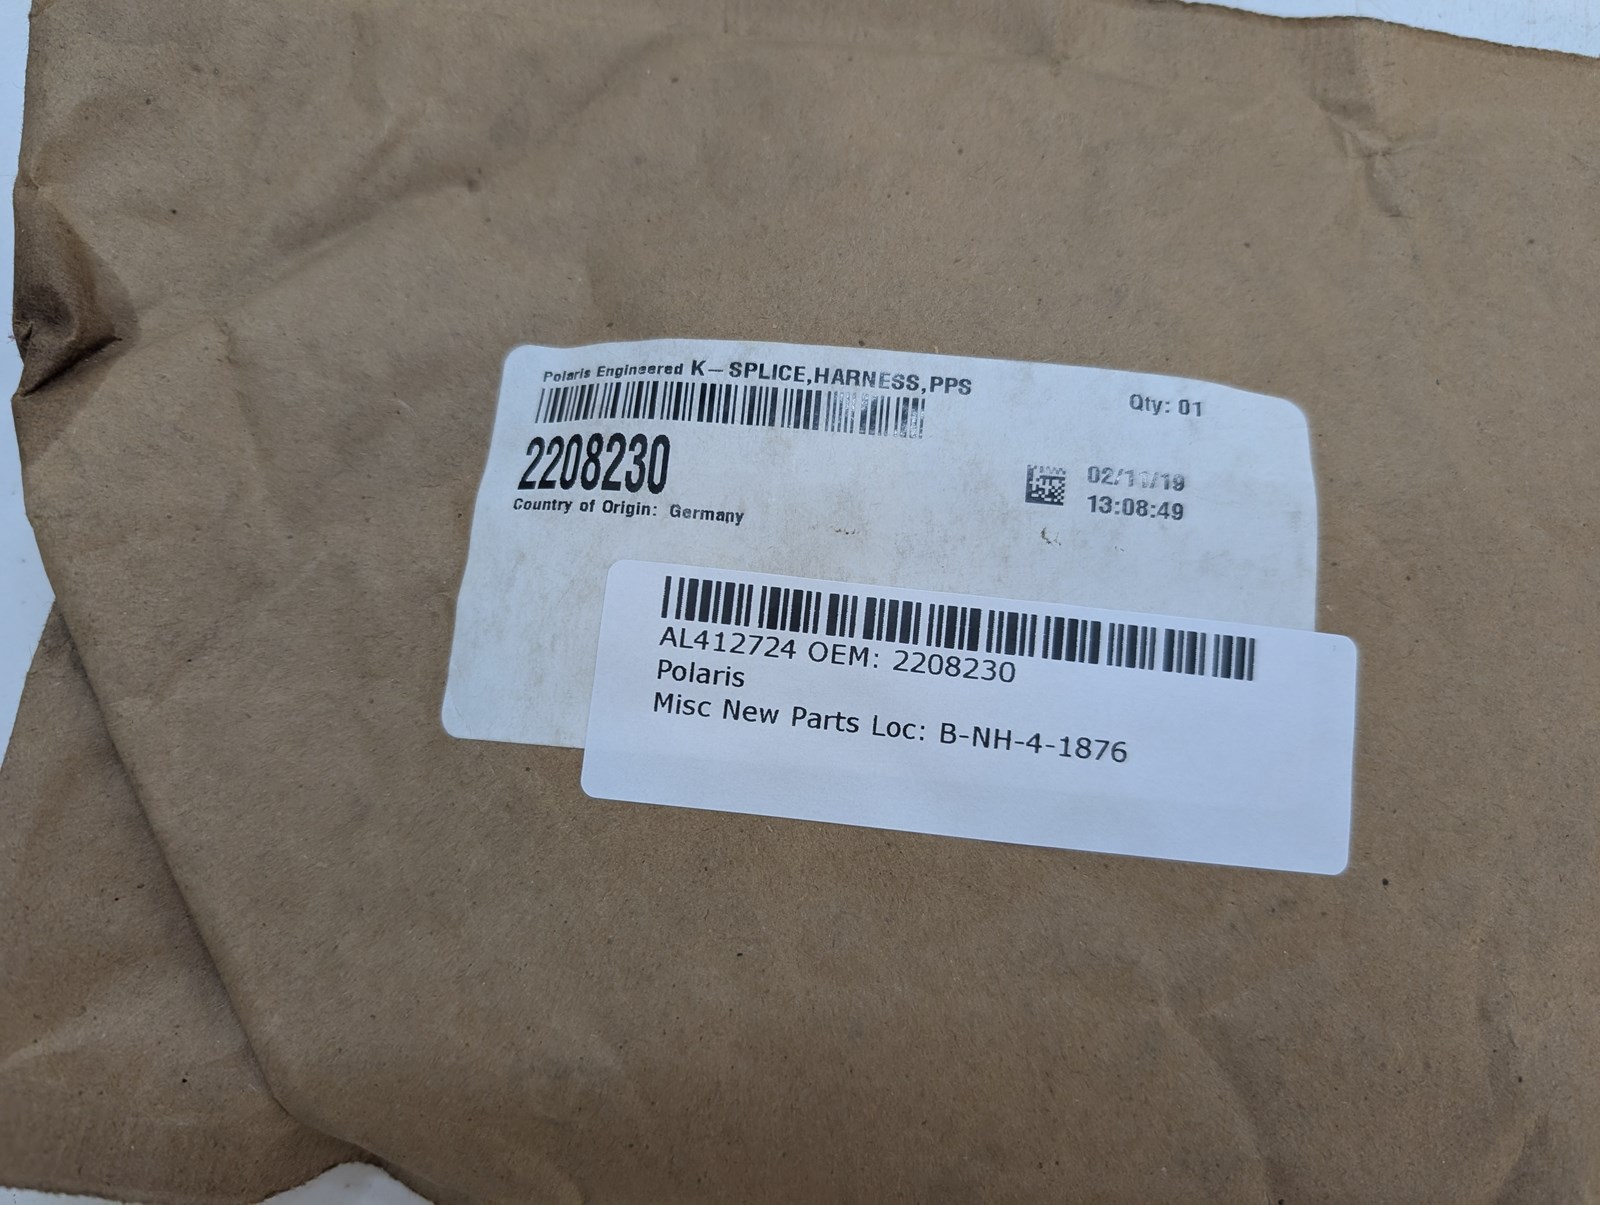 Polaris Engineered K-SPLICE,HARNESS,PPS
Qty: 01
2208230
Country of Origin: Germany
13:08:49
AL412724 OEM: 2208230
Polaris
Misc New Parts Loc: B-NH-4-1876